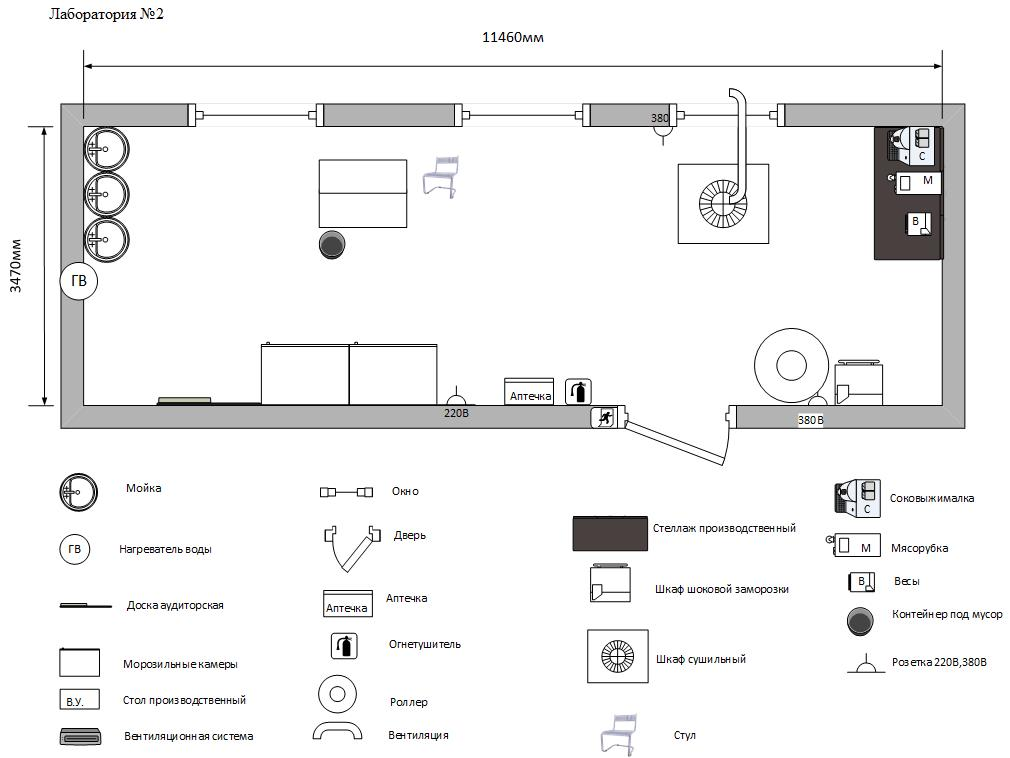 Лаборатория №2
11460мм
380
С
М
В
3470мм
ГВ
Аптечка
220В
380В
Мойка
Окно
С
Соковыжималка
Стеллаж производственный
ГВ
Нагреватель воды
Дверь
М
Мясорубка
В
Весы
Шкаф шоковой заморозки
Доска аудиторская
Аптечка
Аптечка
Контейнер под мусор
Огнетушитель
Морозильные камеры
Шкаф сушильный
Розетка 220В,380В
В.У.
Стол производственный
Роллер
Вентиляционная система
Вентиляция
Стул